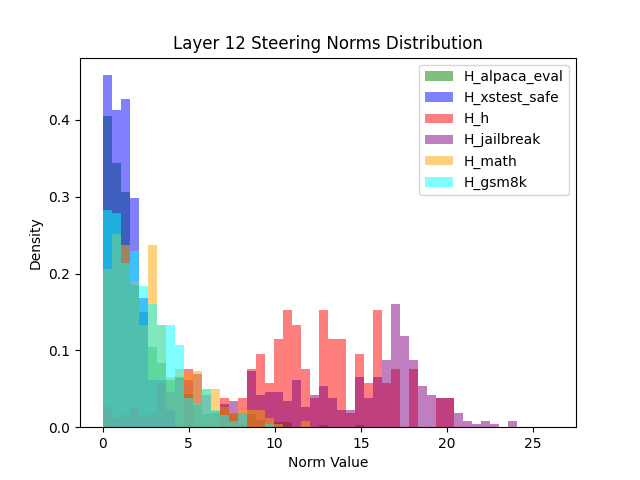 Layer 12 Steering Norms Distribution
H_alpaca_eval
H_xstest_safe
H_h
H_jailbreak
H_math
H_gsm8k
Density
0.4
0.3
0.2
0.1
0.0
0
5
10
15
20
25
Norm Value